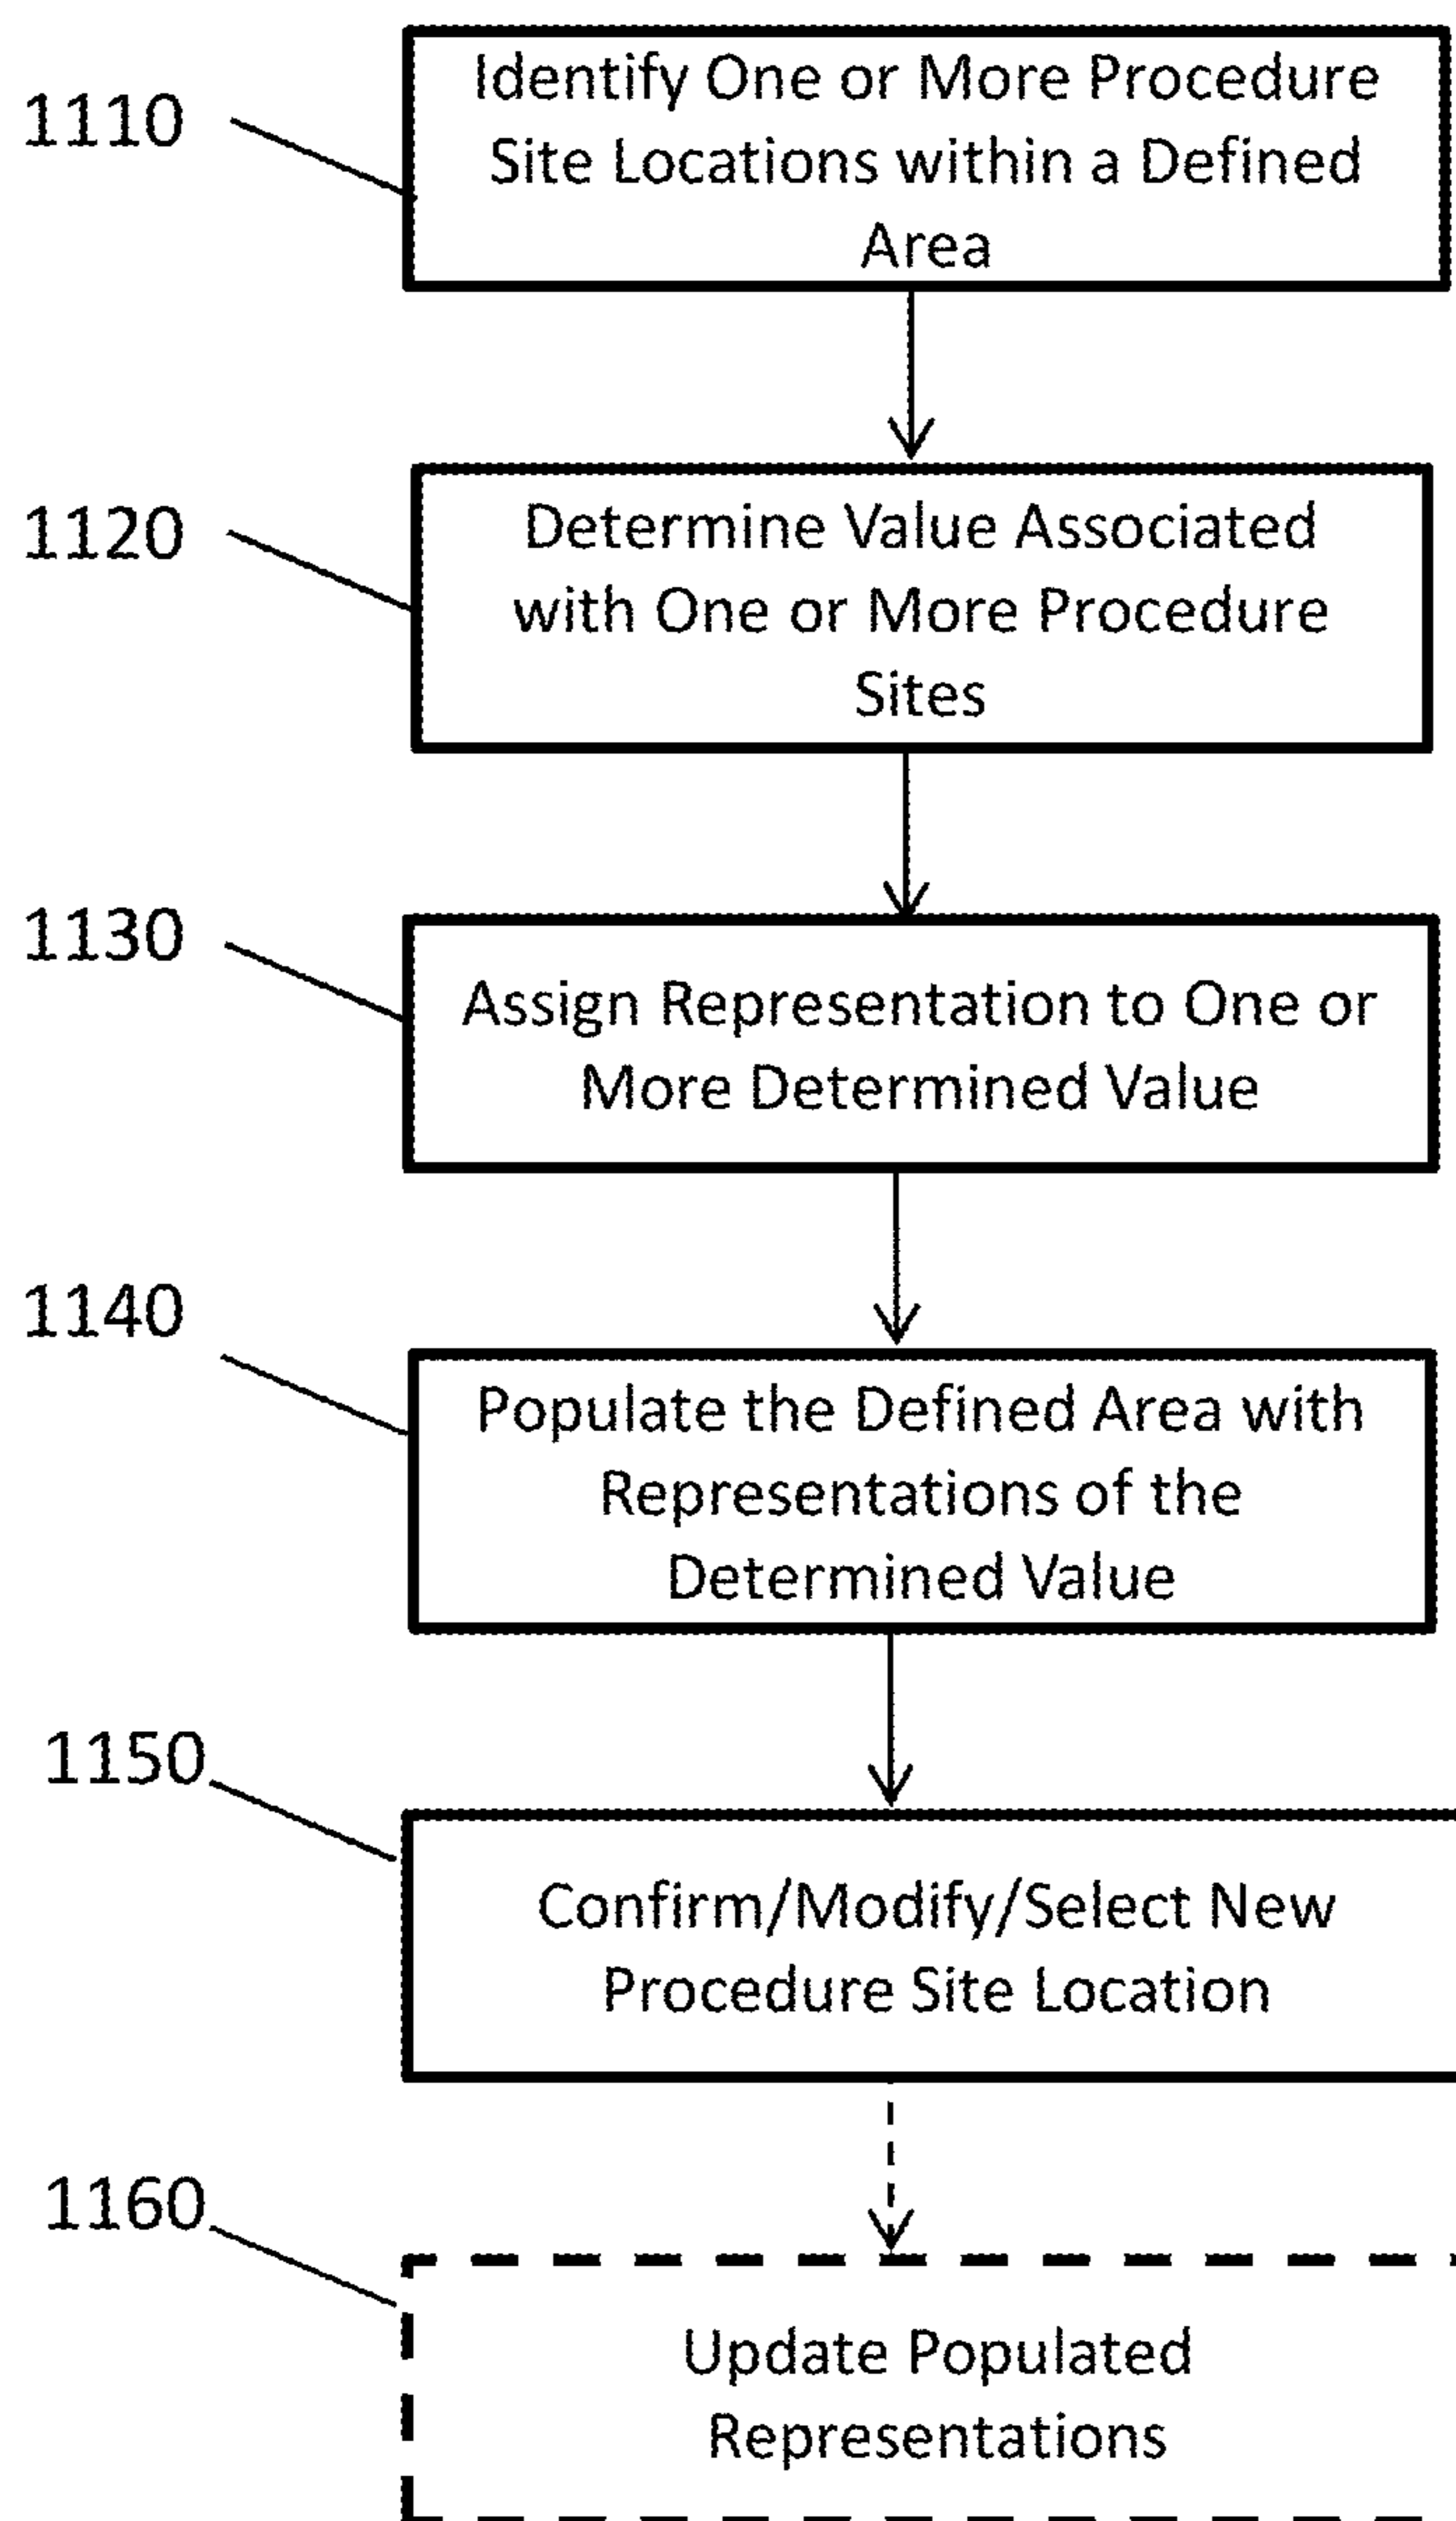 1110
Identify One or More Procedure
Site Locations within a Defined
Area
1120
Determine Value Associated
with One or More Procedure
Sites
1130
Assign Representation to One or
More Determined Value
1140
Populate the Defined Area with
Representations of the
Determined Value
1150
Confirm/Modify/Select New
Procedure Site Location
1160
Update Populated
Representations